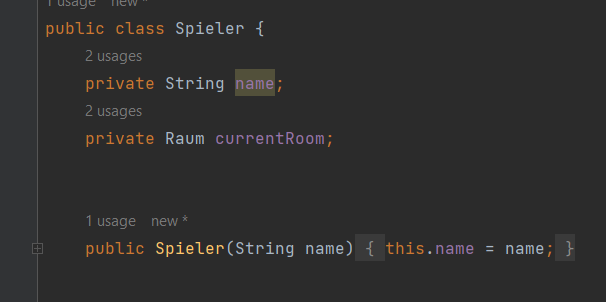 1 usage new *
public class Spieler {
2 usages
private String name;
2 usages
private Raum currentRoom;
1 usage new *
public Spieler(String name) { this.name = name; }